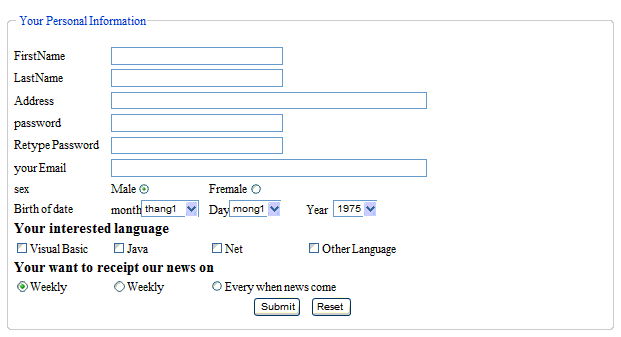 Your Personal Information
FirstName
LastName
Address
password
Retype Password
your Email
sex Male Fremale
Birth of date month thang1 Day mong1 Year 1975
Your interested language
Visual Basic Java Net Other Language
Your want to receipt our news on
Weekly Weekly Every when news come
Submit Reset